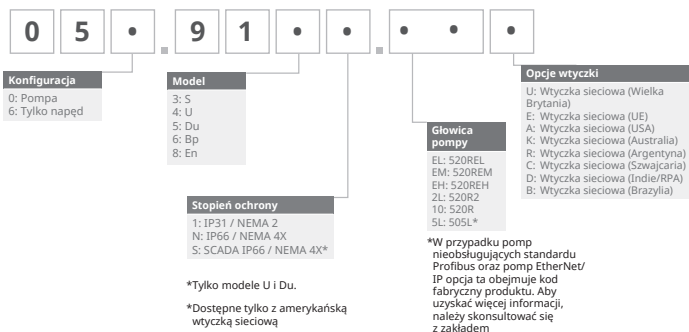 0 5 • . 9 1 • • . • • •
Konfiguracja
0: Pompa
6: Tylko napęd
Model
3: S
4: U
5: Du
6: Bp
8: En
Stopień ochrony
1: IP31 / NEMA 2
N: IP66 / NEMA 4X
S: SCADA IP66 / NEMA 4X*
*Tylko modele U i Du.
*Dostępne tylko z amerykańską
wtyczką sieciową
Głowica
pompy
EL: 520REL
EM: 520REM
EH: 520REH
2L: 520R2
10: 520R
5L: 505L*
*W przypadku pomp
nieobsługujących standardu
Profibus oraz pomp EtherNet/
IP opcja ta obejmuje kod
fabryczny produktu. Aby
uzyskać więcej informacji,
należy skonsultować się
z zakładem
Opcje wtyczki
U: Wtyczka sieciowa (Wielka
Brytania)
E: Wtyczka sieciowa (UE)
A: Wtyczka sieciowa (USA)
K: Wtyczka sieciowa (Australia)
R: Wtyczka sieciowa (Argentyna)
C: Wtyczka sieciowa (Szwajcaria)
D: Wtyczka sieciowa (Indie/RPA)
B: Wtyczka sieciowa (Brazylia)